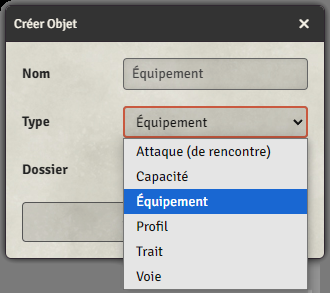 Créer Objet ×
Nom Équipement
Type Équipement
Dossier
Attaque (de rencontre)
Capacité
Équipement
Profil
Trait
Voie